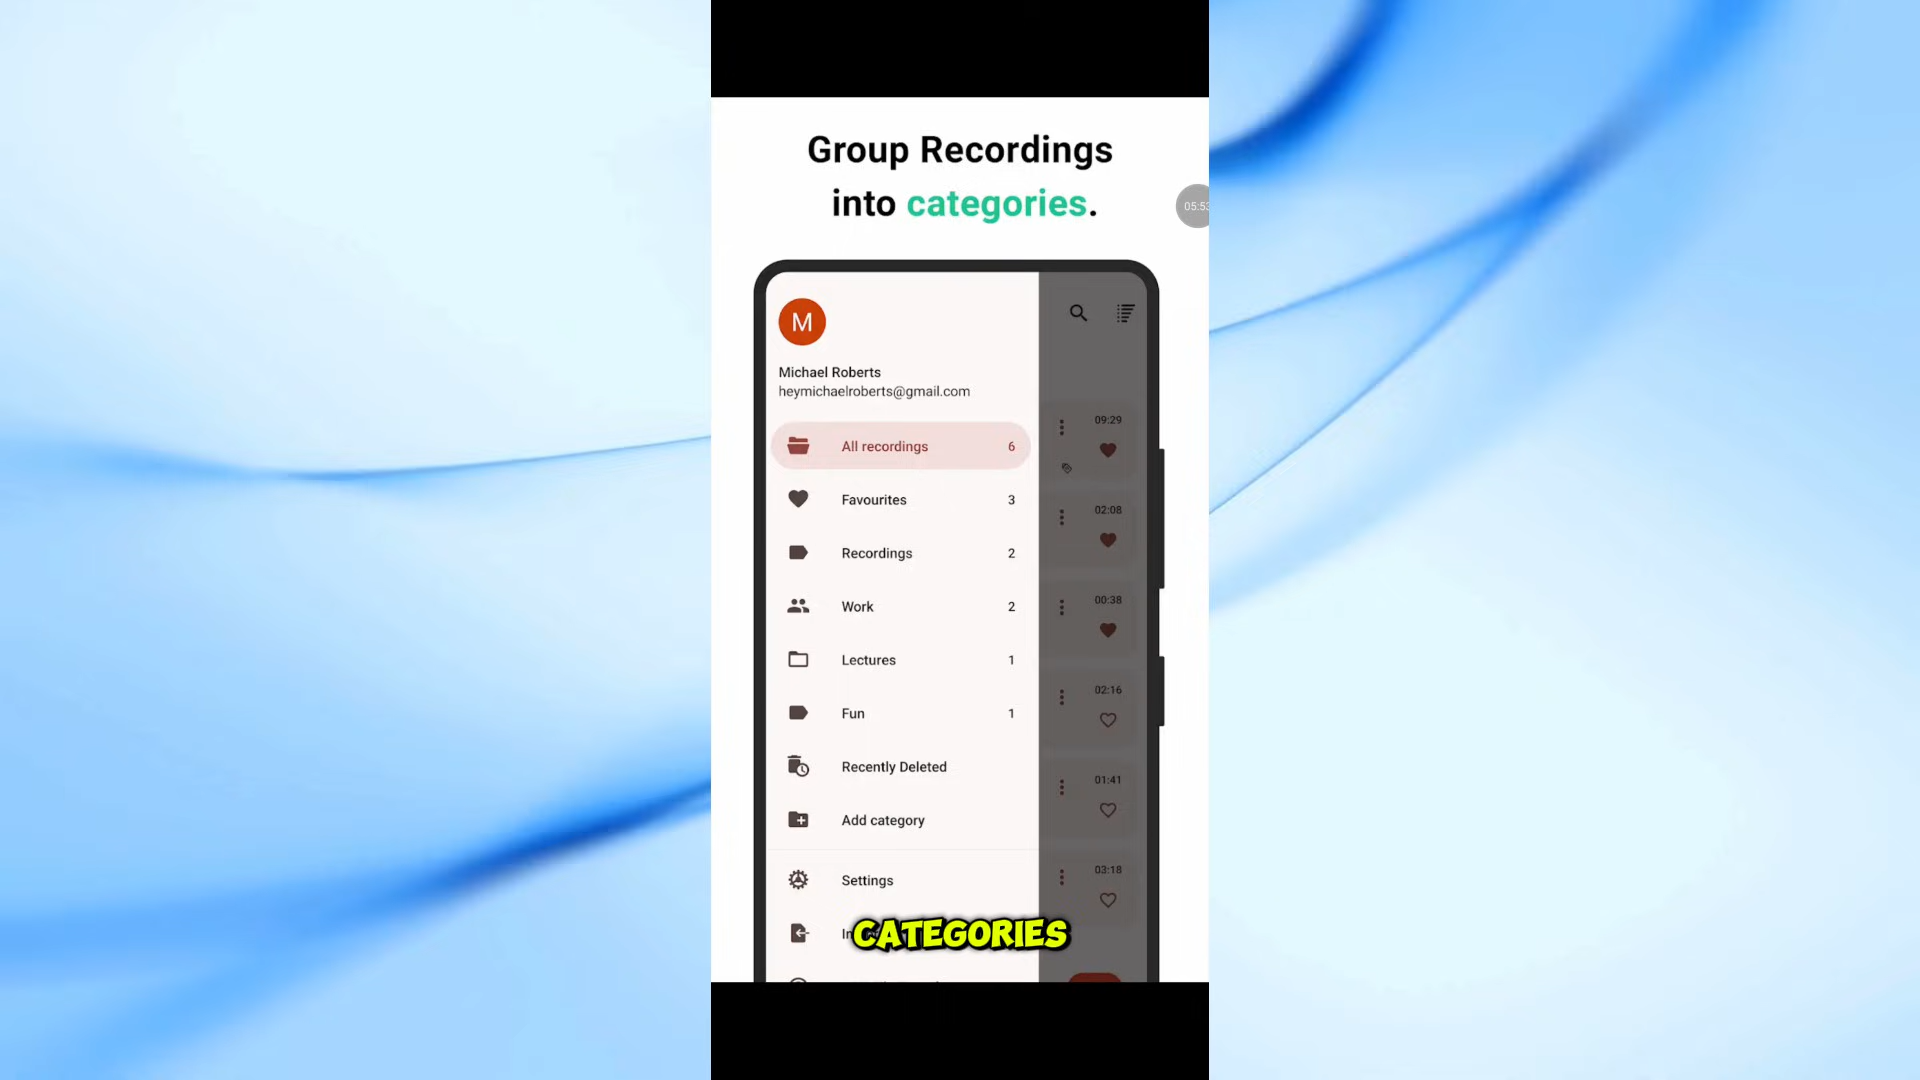 Group Recordings
into categories.
05:53
M
Michael Roberts
heymichaelroberts@gmail.com
All recordings 6
Favourites 3
Recordings 2
Work 2
Lectures 1
Fun 1
Recently Deleted
Add category
Settings
09:29
02:08
00:38
02:16
01:41
03:18
CATEGORIES